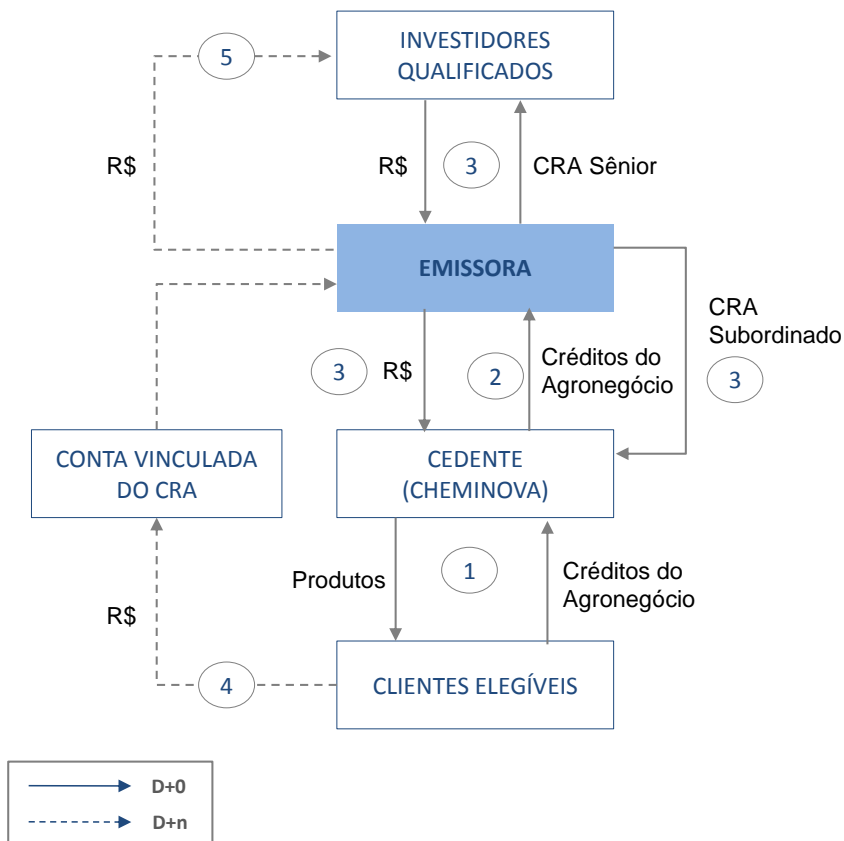 INVESTIDORES
QUALIFICADOS
5
R$
R$
3
CRA Sênior
EMISSORA
CRA
Subordinado
3
3
R$
2
Créditos do
Agronegócio
CONTA VINCULADA
DO CRA
CEDENTE
(CHEMINOVA)
Produtos
1
Créditos do
Agronegócio
R$
4
CLIENTES ELEGÍVEIS
D+0
D+n